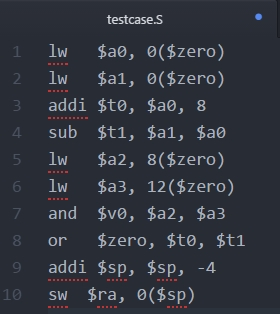 testcase.S
1 lw $a0, 0($zero)
2 lw $a1, 0($zero)
3 addi $t0, $a0, 8
4 sub $t1, $a1, $a0
5 lw $a2, 8($zero)
6 lw $a3, 12($zero)
7 and $v0, $a2, $a3
8 or $zero, $t0, $t1
9 addi $sp, $sp, -4
10 sw $ra, 0($sp)